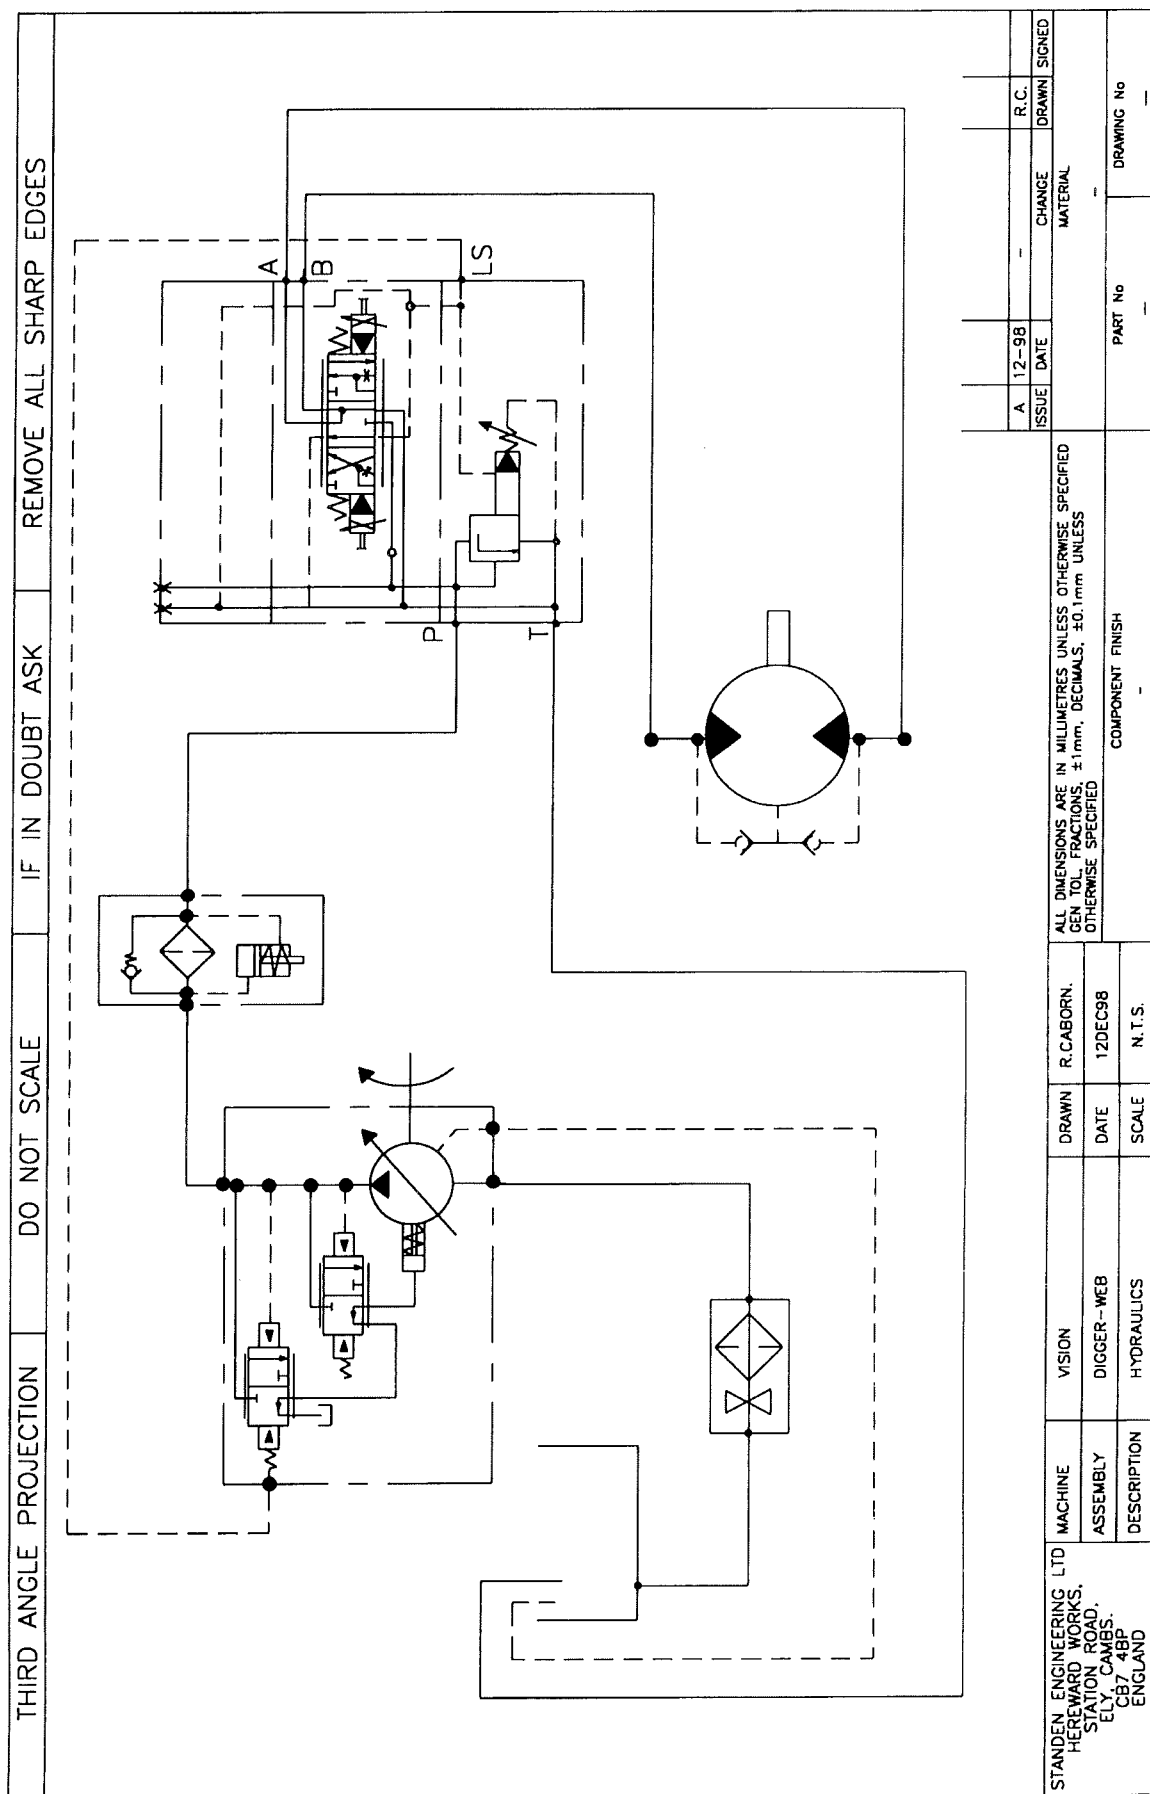 THIRD ANGLE PROJECTION
DO NOT SCALE
IF IN DOUBT ASK
REMOVE ALL SHARP EDGES
A
B
LS
P
T
STANDEN ENGINEERING LTD
HEREWARD WORKS,
STATION ROAD,
ELY, CAMBS.
CB7 4BP
ENGLAND
MACHINE
VISION
ASSEMBLY
DIGGER-WEB
DESCRIPTION
HYDRAULICS
DRAWN
R.CABORN.
DATE
12DEC98
SCALE
N.T.S.
ALL DIMENSIONS ARE IN MILLIMETRES UNLESS OTHERWISE SPECIFIED
GEN TOL, FRACTIONS, ±1mm, DECIMALS, ±0.1mm UNLESS
OTHERWISE SPECIFIED
COMPONENT FINISH
-
A
12-98
-
R.C.
ISSUE
DATE
CHANGE
DRAWN
SIGNED
MATERIAL
-
PART No
-
DRAWING No
-